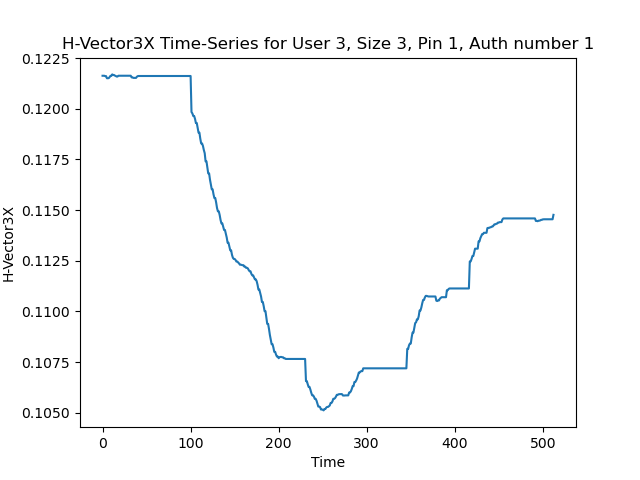 H-Vector3X Time-Series for User 3, Size 3, Pin 1, Auth number 1
0.1225
0.1200
0.1175
0.1150
0.1125
0.1100
0.1075
0.1050
H-Vector3X
0 100 200 300 400 500
Time